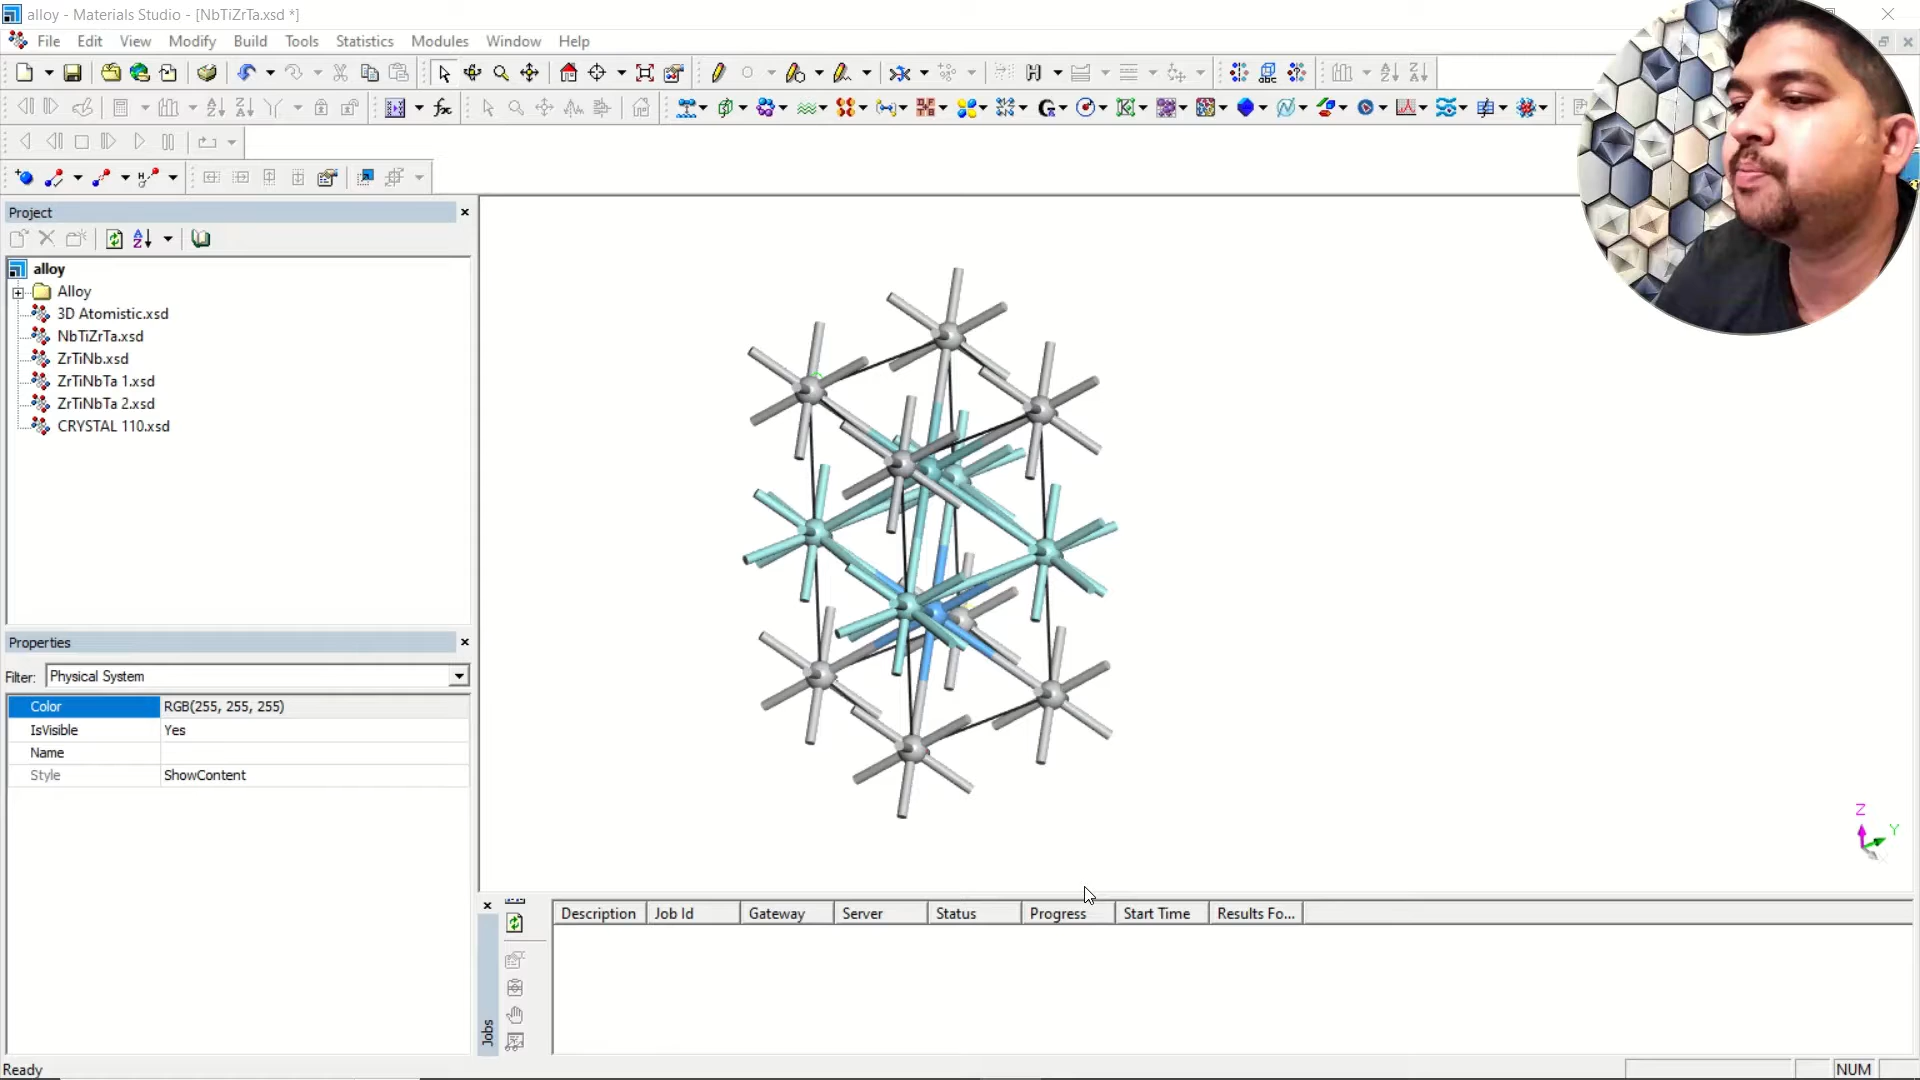 alloy - Materials Studio - [NbTiZrTa.xsd *]
File Edit View Modify Build Tools Statistics Modules Window Help
Project
alloy
Alloy
3D Atomistic.xsd
NbTiZrTa.xsd
ZrTiNb.xsd
ZrTiNbTa 1.xsd
ZrTiNbTa 2.xsd
CRYSTAL 110.xsd
Properties
Filter: Physical System
Color RGB(255, 255, 255)
IsVisible Yes
Name
Style ShowContent
Z
Y
Jobs
Description Job Id Gateway Server Status Progress Start Time Results Fo...
Ready
NUM